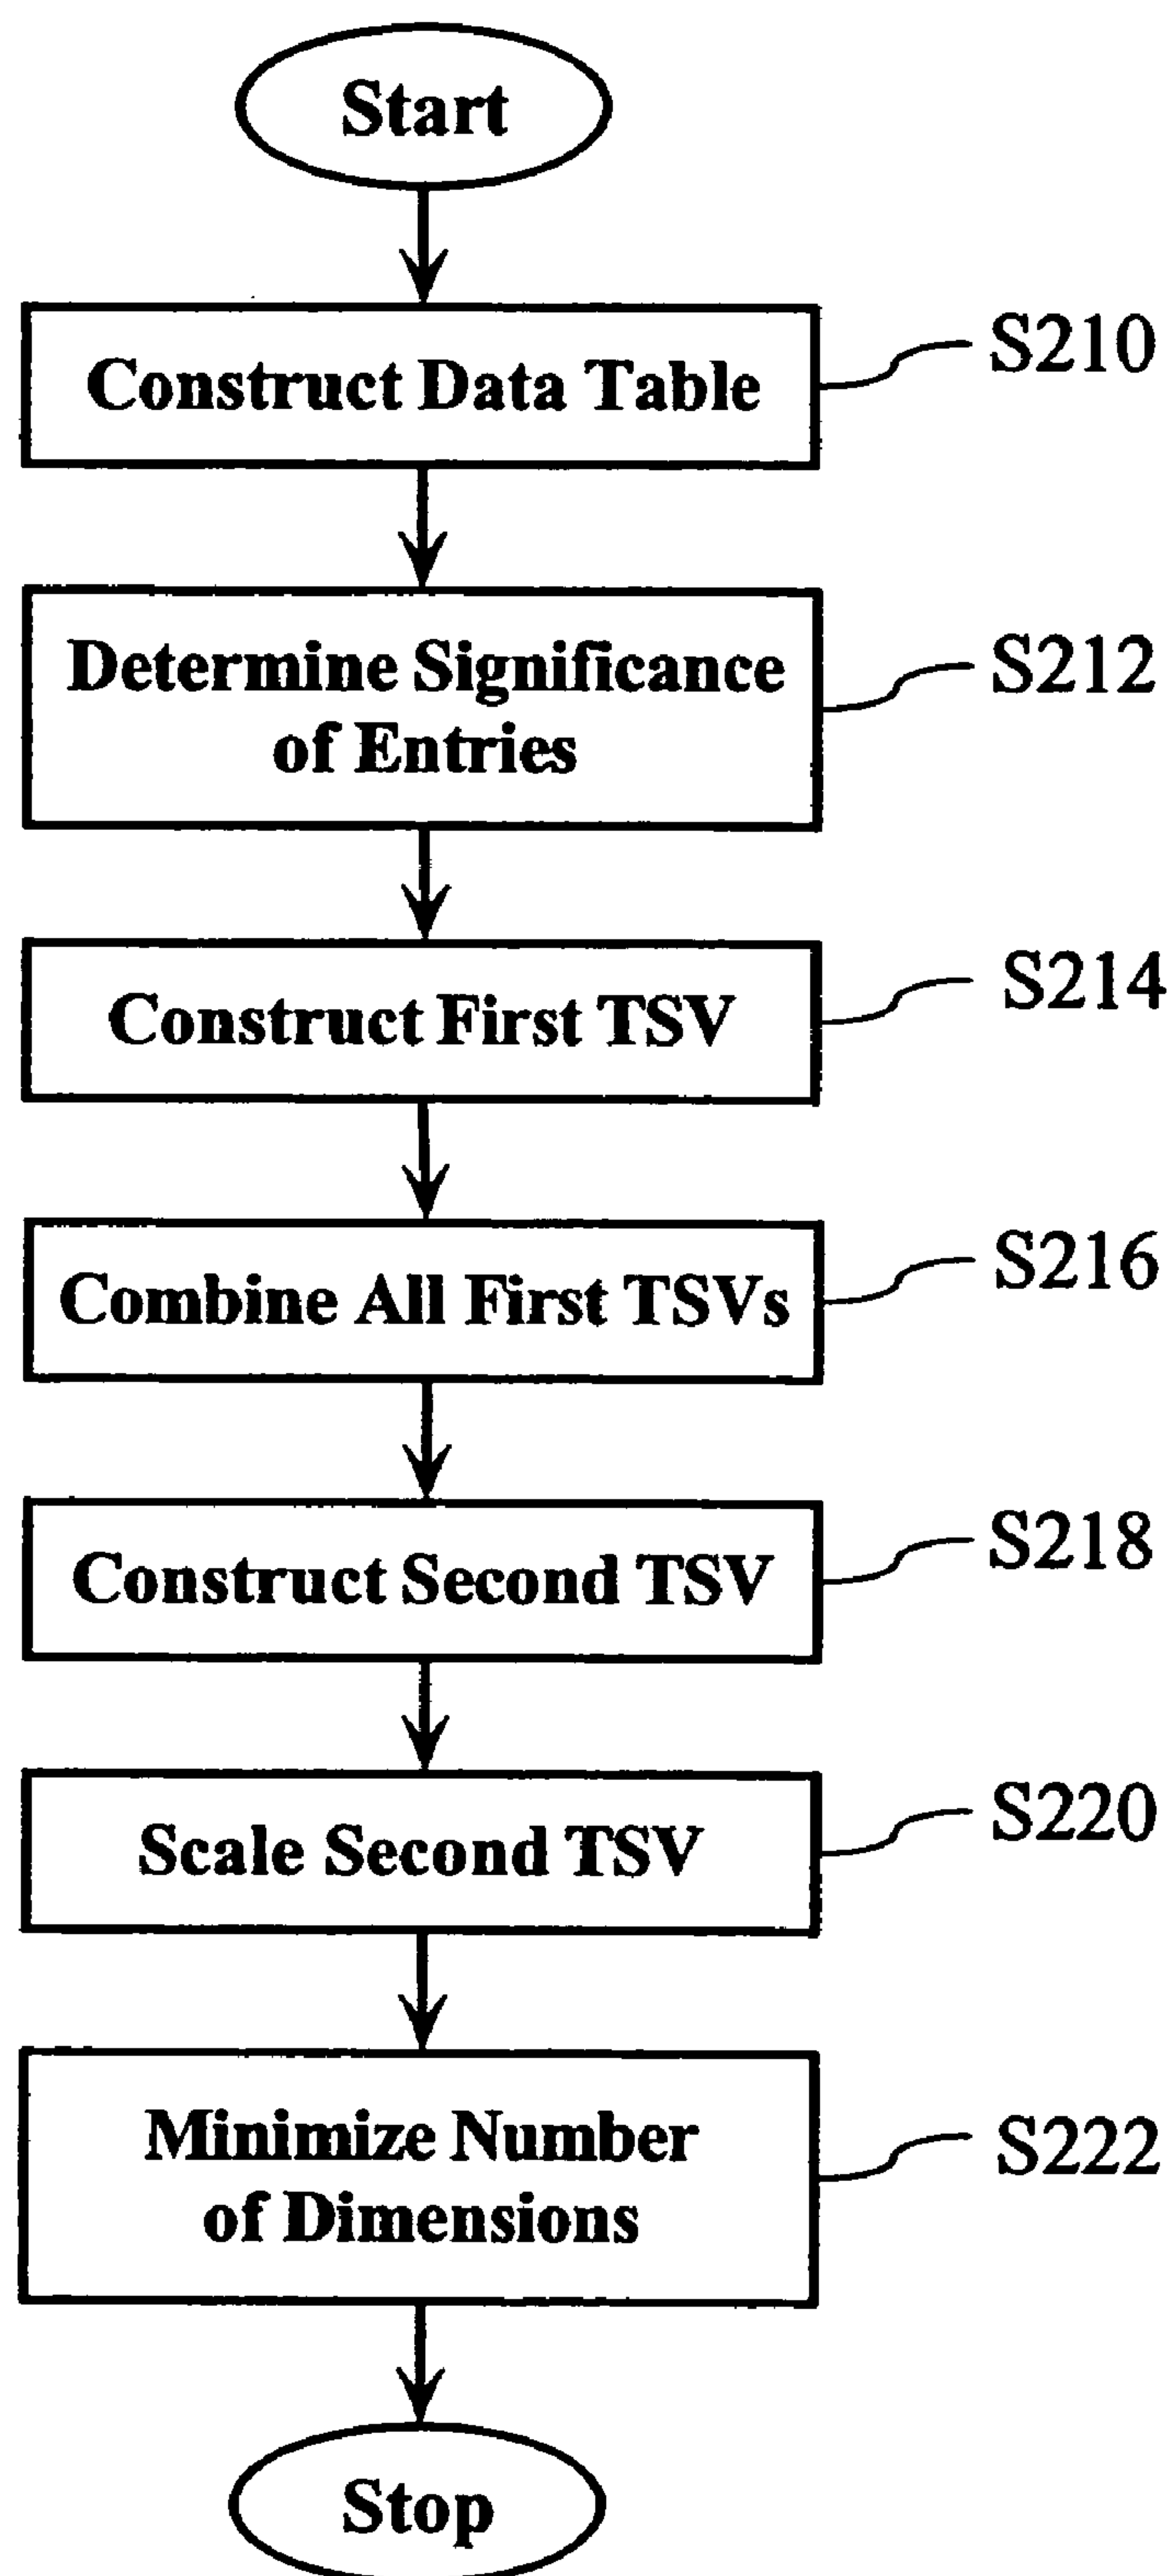 Start
Construct Data Table
S210
Determine Significance
of Entries
S212
Construct First TSV
S214
Combine All First TSVs
S216
Construct Second TSV
S218
Scale Second TSV
S220
Minimize Number
of Dimensions
S222
Stop